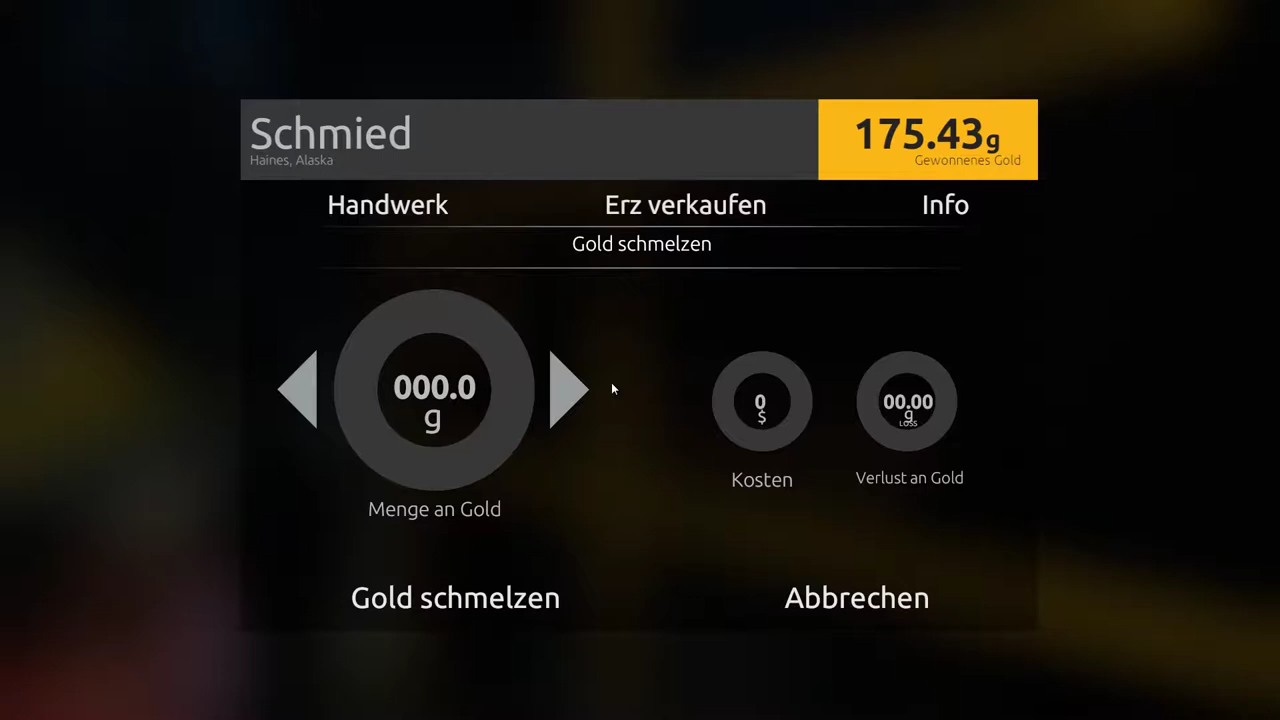 Schmied
Haines, Alaska
175.43g
Gewonnenes Gold
Handwerk
Erz verkaufen
Info
Gold schmelzen
000.0
g
Menge an Gold
0
$
Kosten
00.00
g
LOSS
Verlust an Gold
Gold schmelzen
Abbrechen